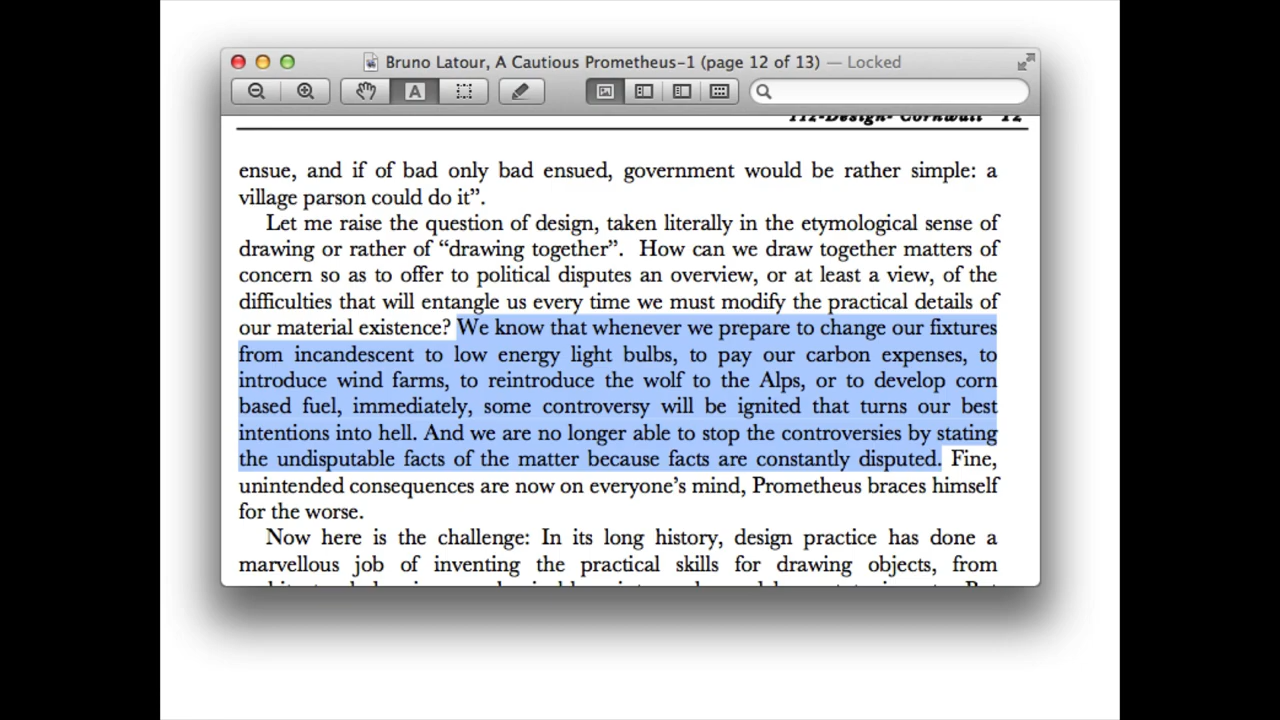 Bruno Latour, A Cautious Prometheus-1 (page 12 of 13) — Locked
112-Design- Cornwall 12
ensue, and if of bad only bad ensued, government would be rather simple: a
village parson could do it”.
Let me raise the question of design, taken literally in the etymological sense of
drawing or rather of “drawing together”. How can we draw together matters of
concern so as to offer to political disputes an overview, or at least a view, of the
difficulties that will entangle us every time we must modify the practical details of
our material existence? We know that whenever we prepare to change our fixtures
from incandescent to low energy light bulbs, to pay our carbon expenses, to
introduce wind farms, to reintroduce the wolf to the Alps, or to develop corn
based fuel, immediately, some controversy will be ignited that turns our best
intentions into hell. And we are no longer able to stop the controversies by stating
the undisputable facts of the matter because facts are constantly disputed. Fine,
unintended consequences are now on everyone’s mind, Prometheus braces himself
for the worse.
Now here is the challenge: In its long history, design practice has done a
marvellous job of inventing the practical skills for drawing objects, from